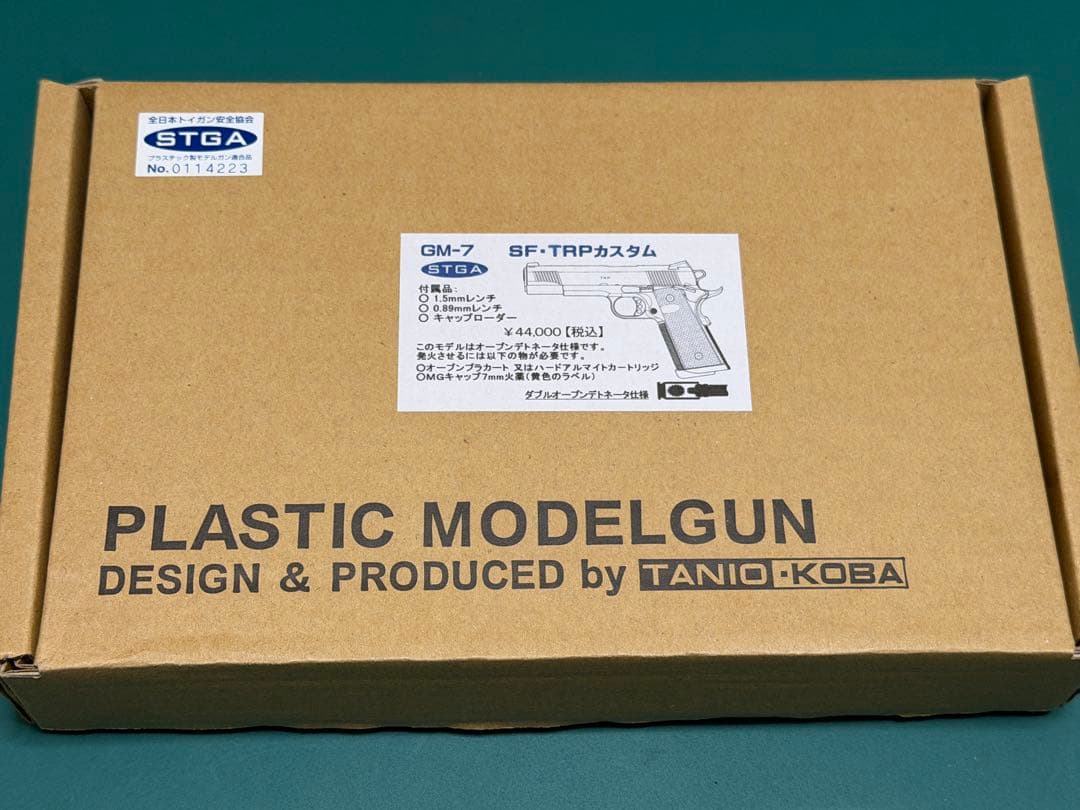 全日本トイガン安全協会
STGA
プラスチック製モデルガン適合品
No.0114223
GM-7 SF・TRPカスタム
STGA
付属品:
○ 1.5mmレンチ
○ 0.89mmレンチ
○ キャップローダー
￥44,000【税込】
このモデルはオープンデトネータ仕様です。
発火させるには以下の物が必要です。
○オープンプラカート 又はハードアルマイトカートリッジ
○MGキャップ7mm火薬(黄色のラベル)
ダブルオープンデトネータ仕様
TRP
PLASTIC MODELGUN
DESIGN & PRODUCED by TANIO・KOBA